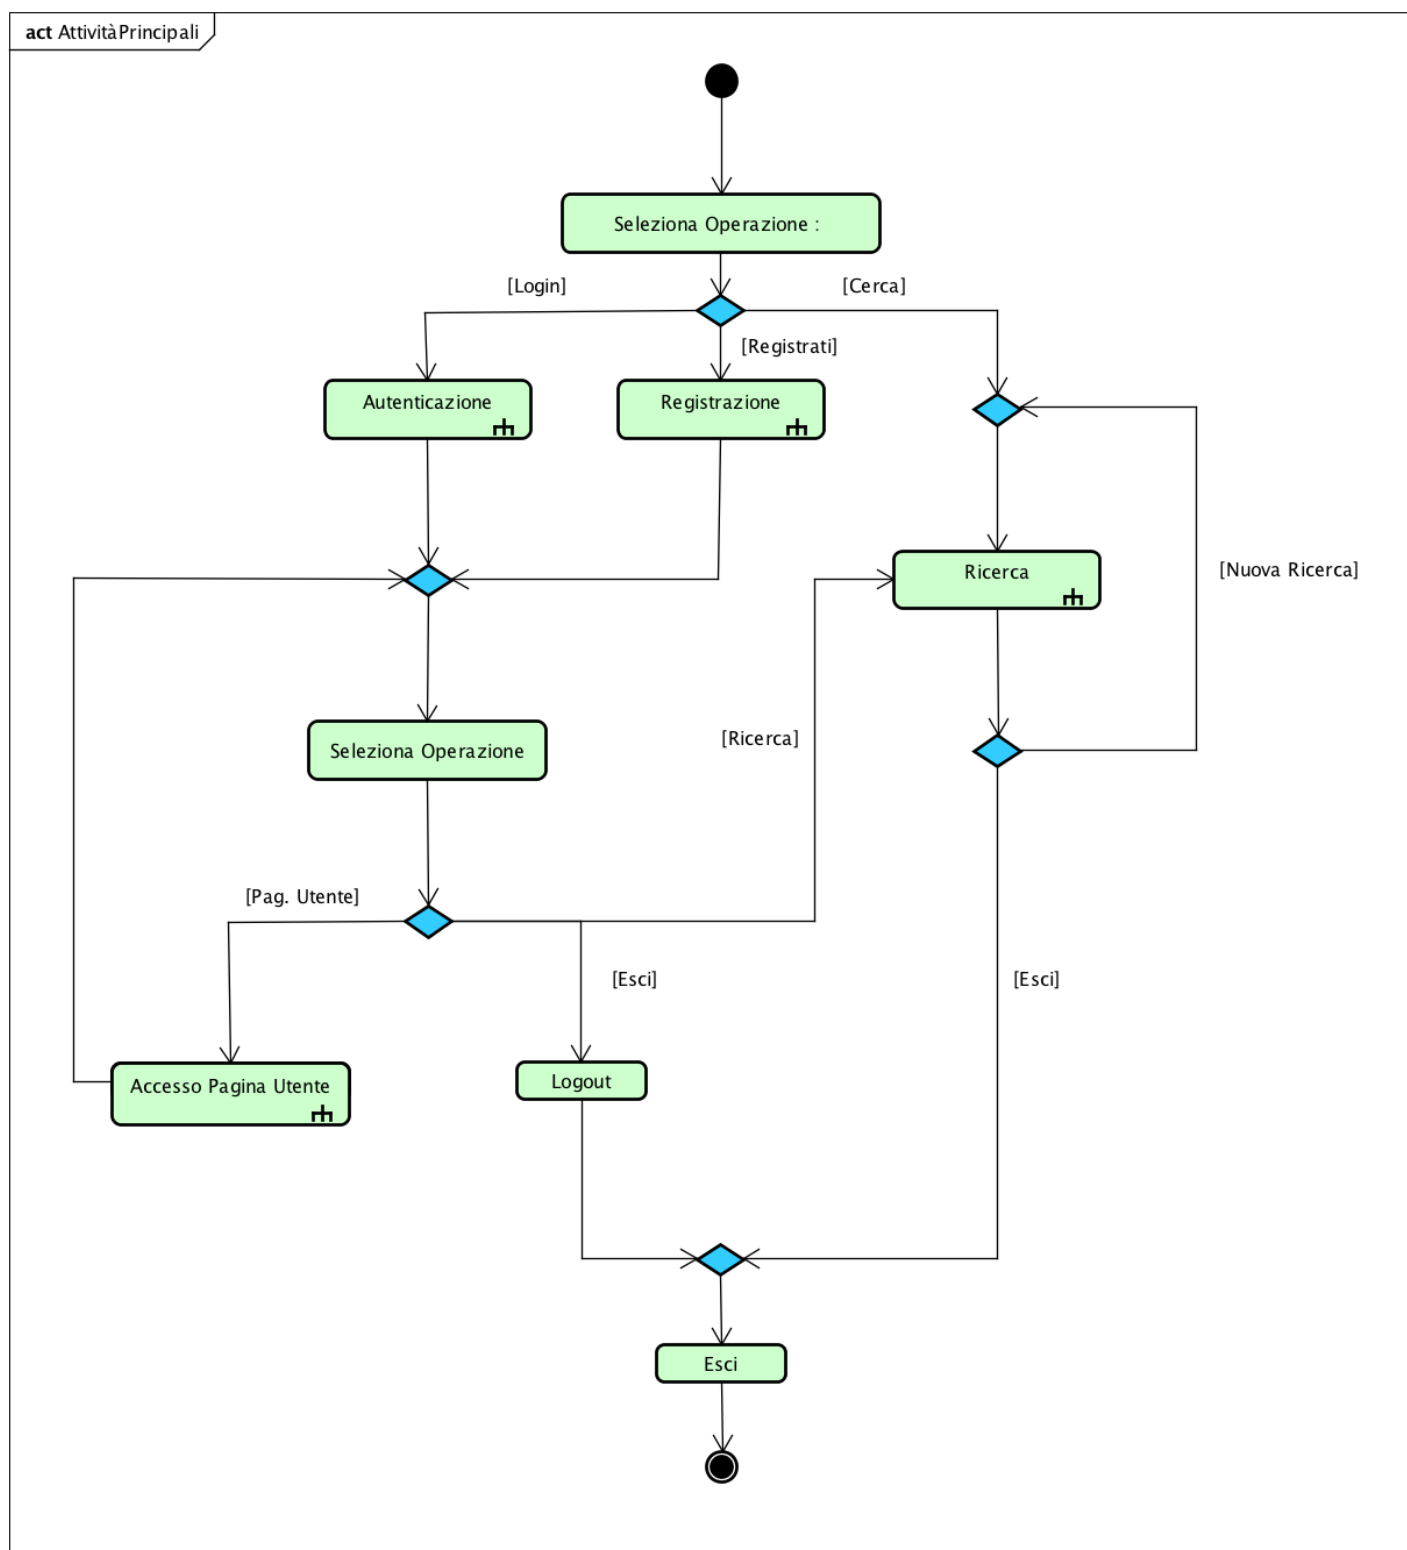 act AttivitàPrincipali
Seleziona Operazione :
[Login]
[Cerca]
[Registrati]
Autenticazione
Registrazione
Ricerca
[Nuova Ricerca]
Seleziona Operazione
[Ricerca]
[Pag. Utente]
[Esci]
[Esci]
Accesso Pagina Utente
Logout
Esci